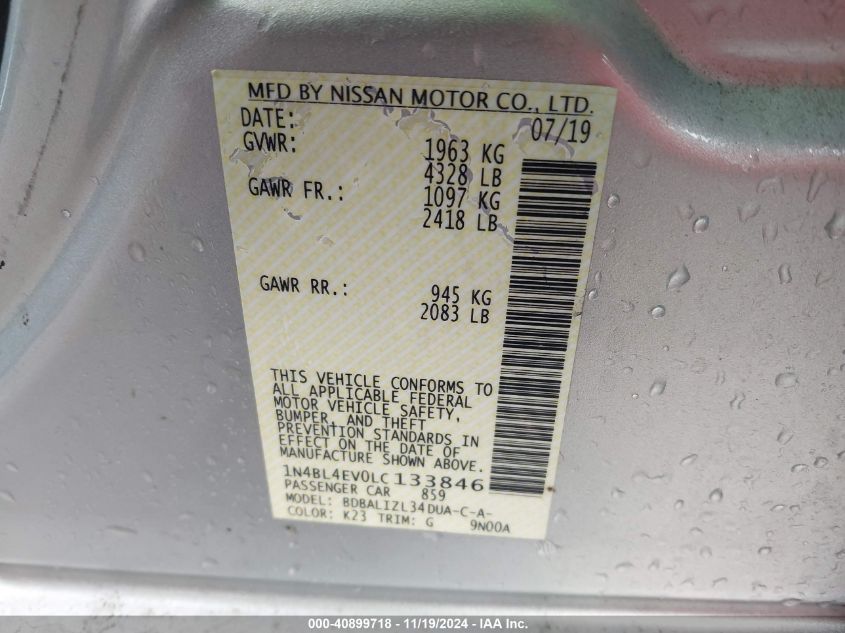 MFD BY NISSAN MOTOR CO., LTD.
DATE: 07/19
GVWR: 1963 KG
4328 LB
GAWR FR.: 1097 KG
2418 LB
GAWR RR.: 945 KG
2083 LB
THIS VEHICLE CONFORMS TO
ALL APPLICABLE FEDERAL
MOTOR VEHICLE SAFETY,
BUMPER, AND THEFT
PREVENTION STANDARDS IN
EFFECT ON THE DATE OF
MANUFACTURE SHOWN ABOVE.
1N4BL4EV0LC133846
PASSENGER CAR 859
MODEL: BDBALIZL34DUA-C-A-
COLOR: K23 TRIM: G 9N00A
000-40899718 - 11/19/2024 - IAA Inc.